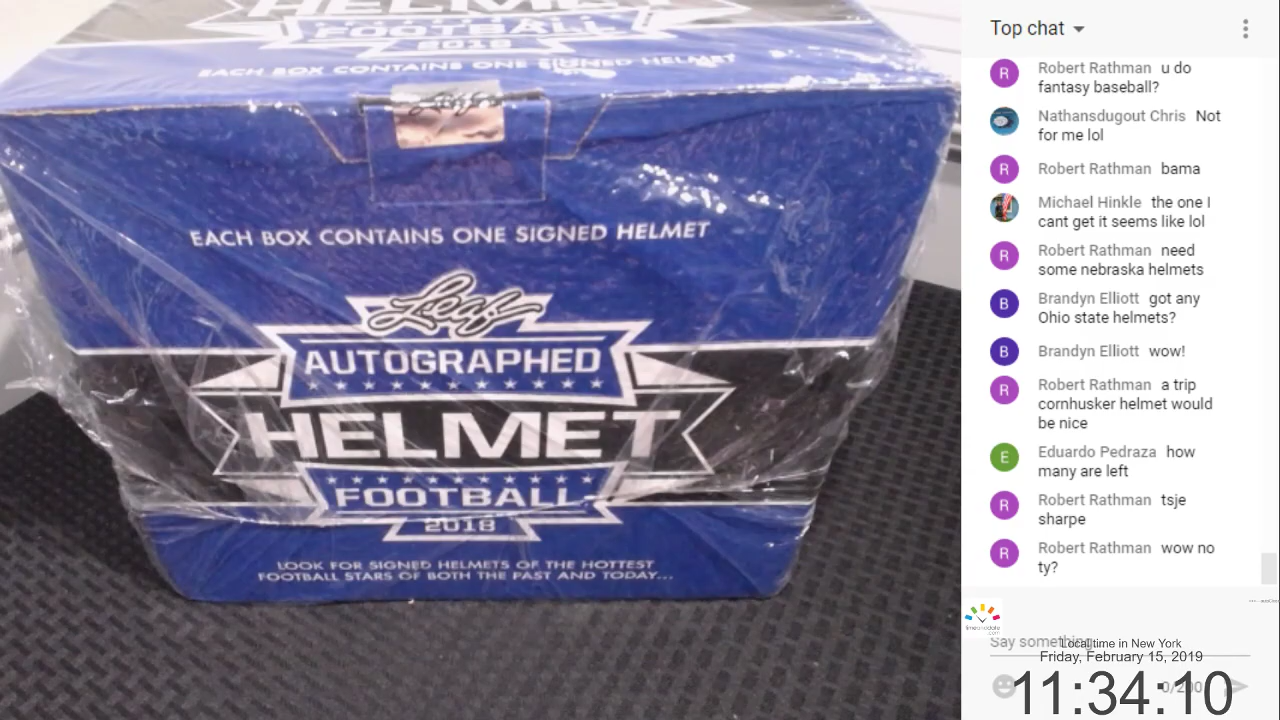 HELMET
FOOTBALL
2018
EACH BOX CONTAINS ONE SIGNED HELMET
Leaf
EACH BOX CONTAINS ONE SIGNED HELMET
Leaf
AUTOGRAPHED
HELMET
FOOTBALL
2018
LOOK FOR SIGNED HELMETS OF THE HOTTEST
FOOTBALL STARS OF BOTH THE PAST AND TODAY...
Top chat
R Robert Rathman u do
fantasy baseball?
Nathansdugout Chris Not
for me lol
R Robert Rathman bama
Michael Hinkle the one I
cant get it seems like lol
R Robert Rathman need
some nebraska helmets
B Brandyn Elliott got any
Ohio state helmets?
B Brandyn Elliott wow!
R Robert Rathman a trip
cornhusker helmet would
be nice
E Eduardo Pedraza how
many are left
R Robert Rathman tsje
sharpe
R Robert Rathman wow no
ty?
Say something...
Local time in New York
Friday, February 15, 2019
0/200
11:34:10